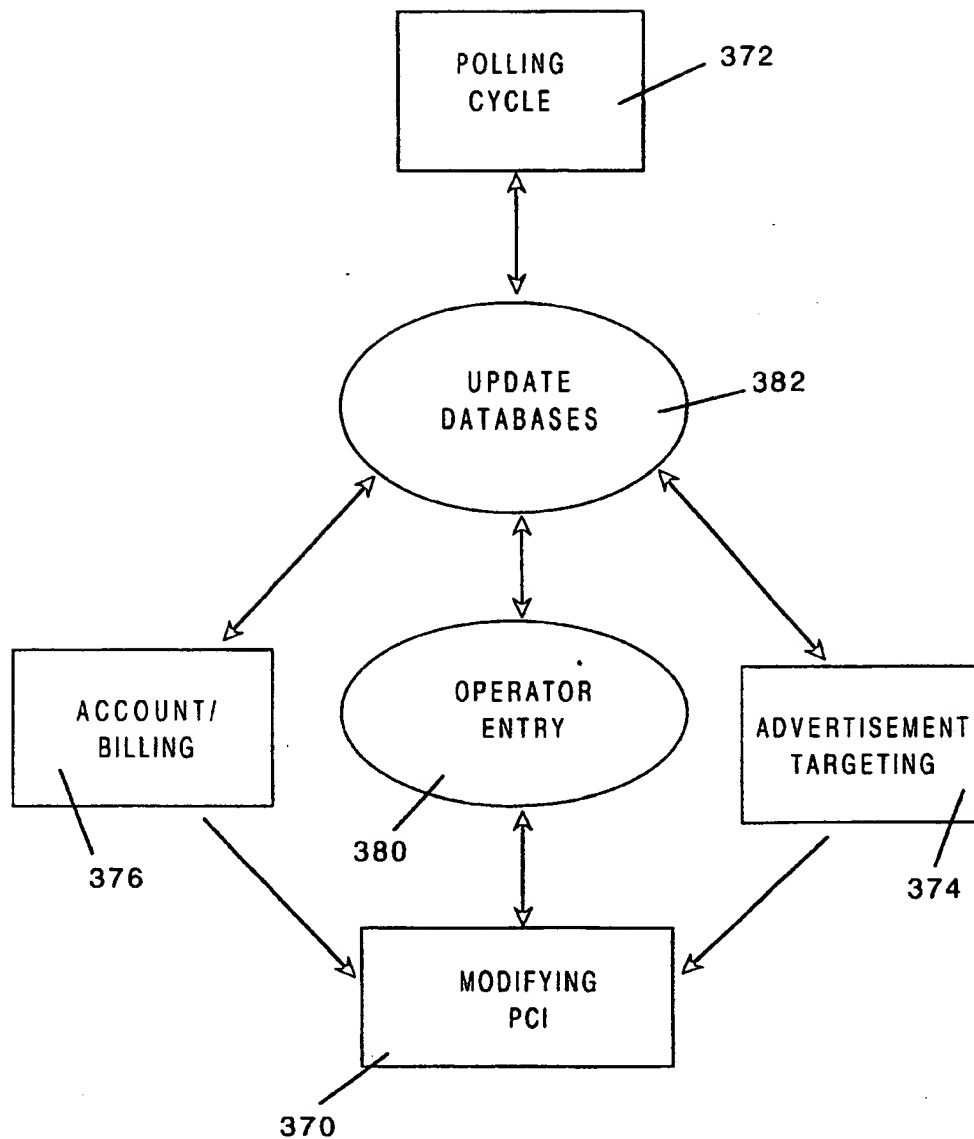 POLLING
CYCLE
372
UPDATE
DATABASES
382
ACCOUNT/
BILLING
376
OPERATOR
ENTRY
380
ADVERTISEMENT
TARGETING
374
MODIFYING
PCI
370